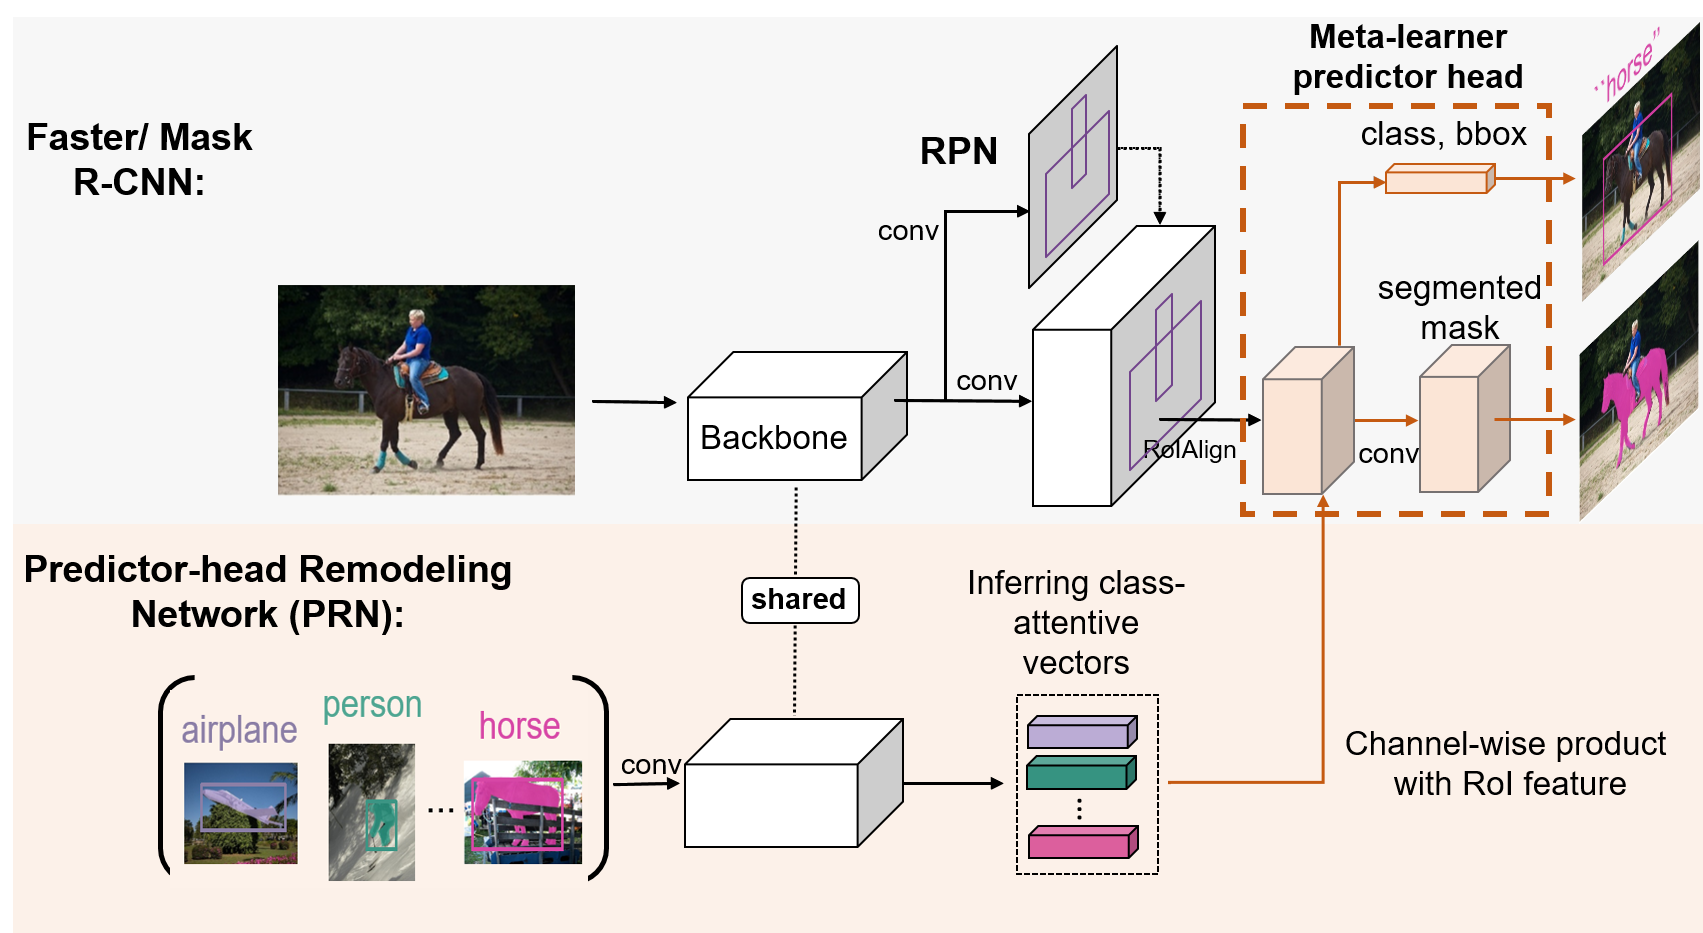 Faster/ Mask
R-CNN:
RPN
conv
conv
Backbone
RoIAlign
Meta-learner
predictor head
class, bbox
segmented
mask
conv
``horse”
Predictor-head Remodeling
Network (PRN):
shared
airplane
person
horse
...
conv
Inferring class-
attentive
vectors
Channel-wise product
with RoI feature